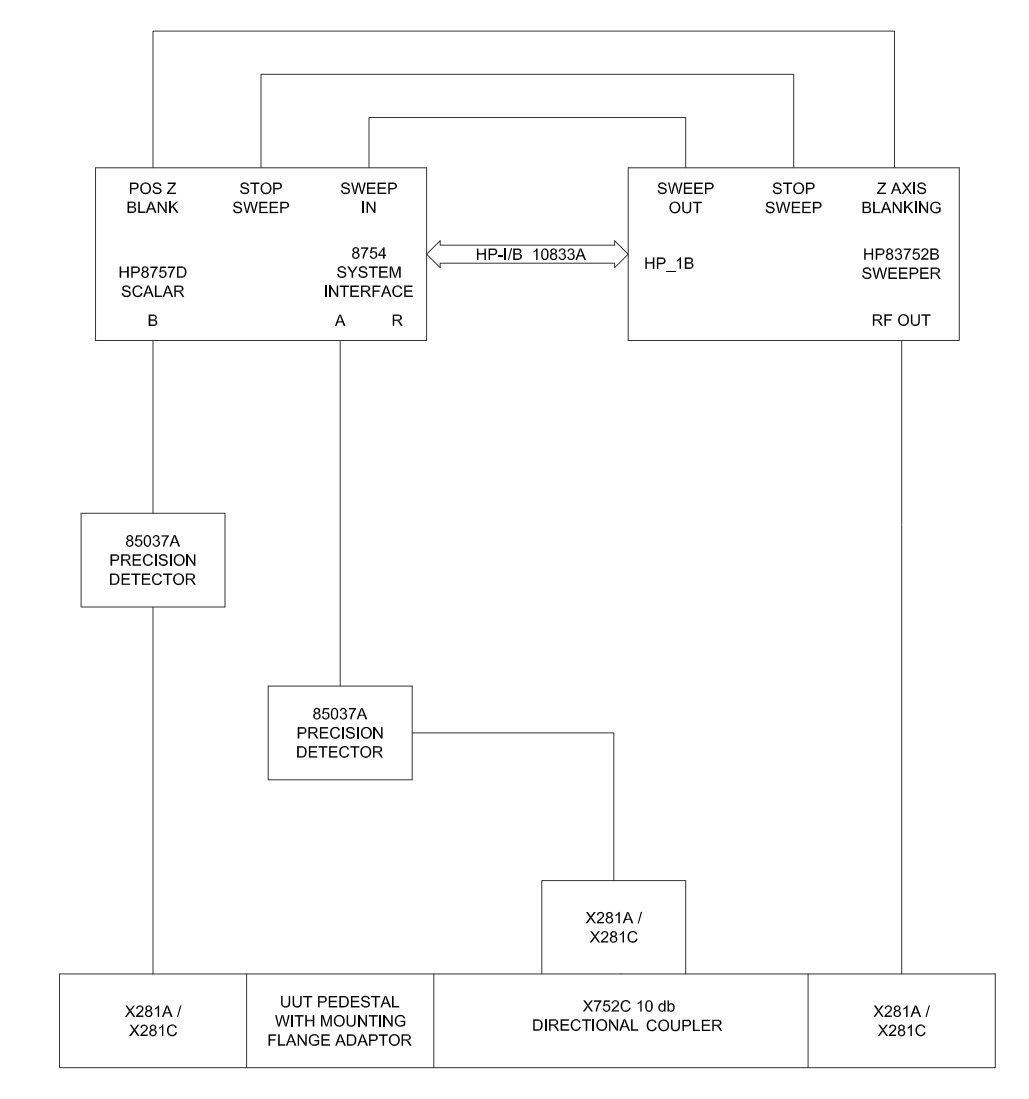 POS Z
BLANK
STOP
SWEEP
SWEEP
IN
HP8757D
SCALAR
8754
SYSTEM
INTERFACE
B
A
R
HP-I/B 10833A
SWEEP
OUT
STOP
SWEEP
Z AXIS
BLANKING
HP_1B
HP83752B
SWEEPER
RF OUT
85037A
PRECISION
DETECTOR
85037A
PRECISION
DETECTOR
X281A /
X281C
X281A /
X281C
UUT PEDESTAL
WITH MOUNTING
FLANGE ADAPTOR
X752C 10 db
DIRECTIONAL COUPLER
X281A /
X281C